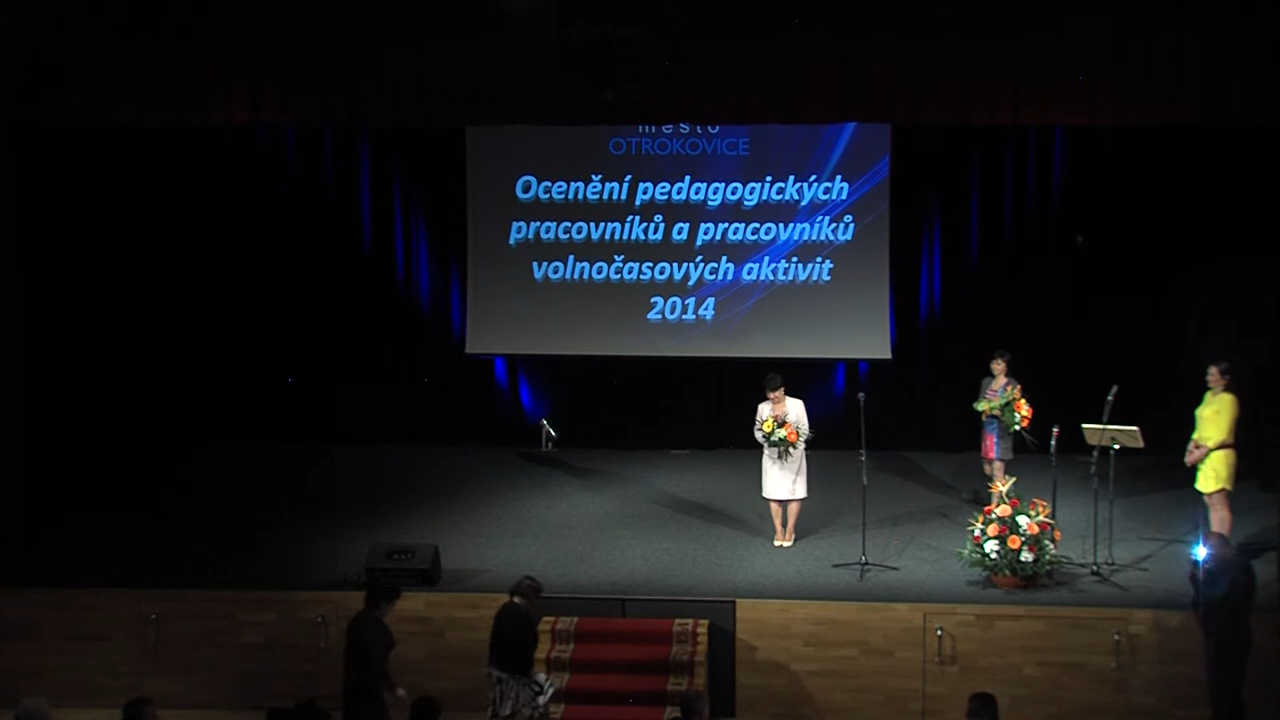 město
OTROKOVICE
Ocenění pedagogických
pracovníků a pracovníků
volnočasových aktivit
2014